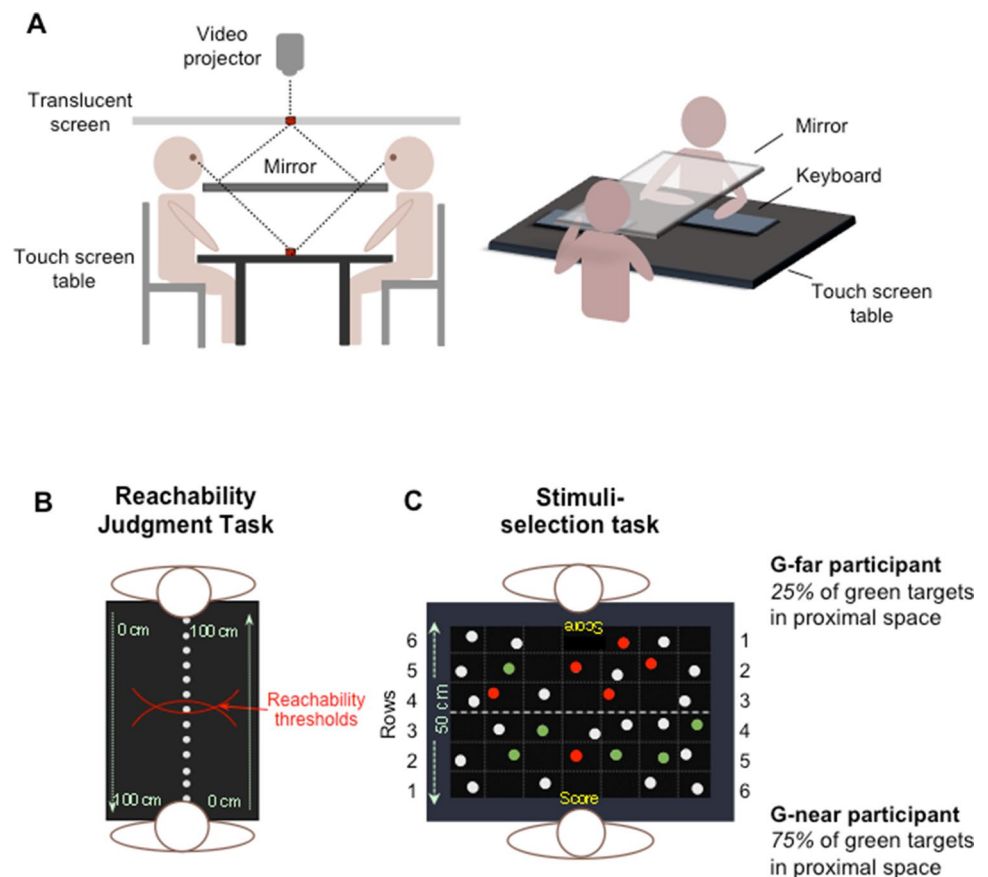 A
Video
projector
Translucent
screen
Mirror
Touch screen
table
Mirror
Keyboard
Touch screen
table
B
Reachability
Judgment Task
0 cm
100 cm
Reachability
thresholds
100 cm
0 cm
C
Stimuli-
selection task
Rows
50 cm
6
5
4
3
2
1
Score
Score
1
2
3
4
5
6
G-far participant
25% of green targets
in proximal space
G-near participant
75% of green targets
in proximal space